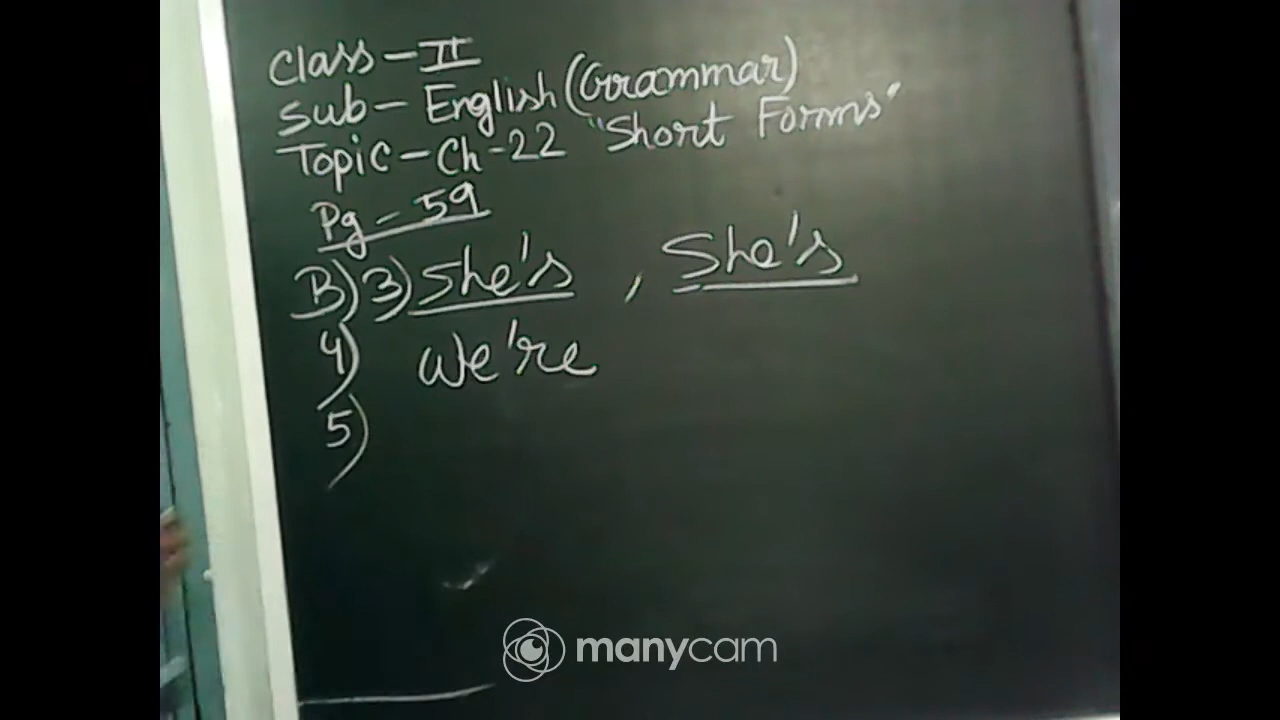 Class - II
Sub - English (Grammar)
Topic - Ch - 22 "Short Forms"
Pg - 59
B) 3) She's , She's
4) We're
5)
manycam